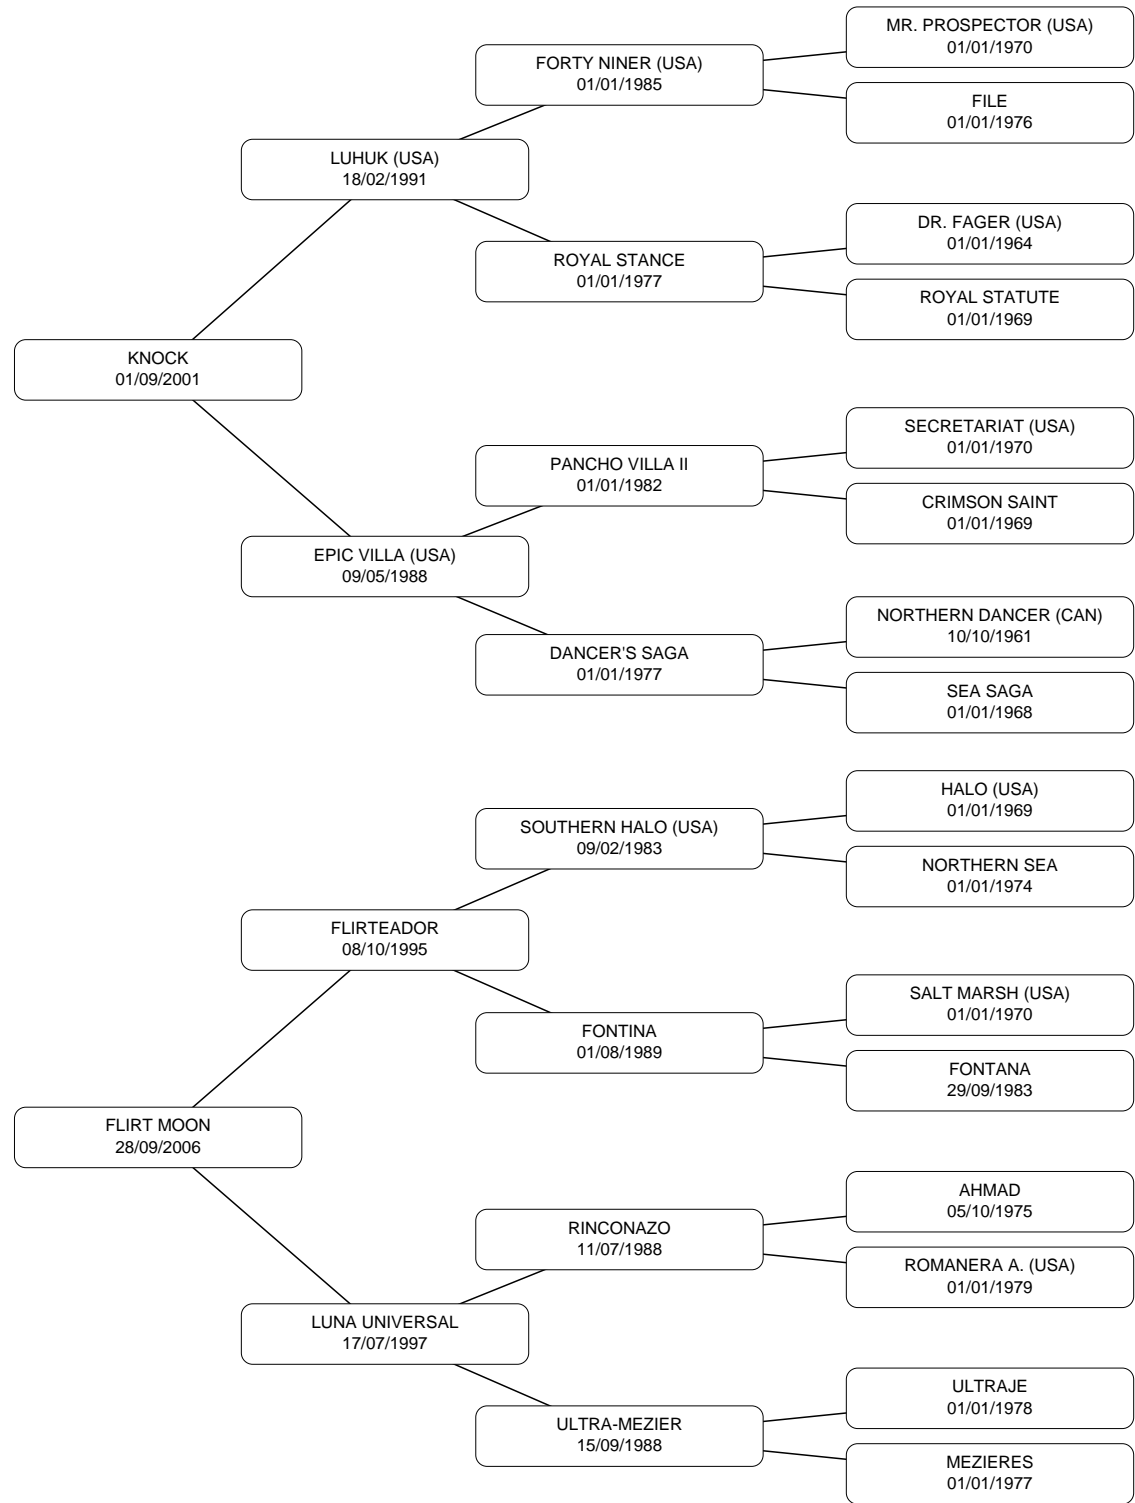 MR. PROSPECTOR (USA)
01/01/1970
FORTY NINER (USA)
01/01/1985
FILE
01/01/1976
LUHUK (USA)
18/02/1991
DR. FAGER (USA)
01/01/1964
ROYAL STANCE
01/01/1977
ROYAL STATUTE
01/01/1969
KNOCK
01/09/2001
SECRETARIAT (USA)
01/01/1970
PANCHO VILLA II
01/01/1982
CRIMSON SAINT
01/01/1969
EPIC VILLA (USA)
09/05/1988
NORTHERN DANCER (CAN)
10/10/1961
DANCER'S SAGA
01/01/1977
SEA SAGA
01/01/1968
HALO (USA)
01/01/1969
SOUTHERN HALO (USA)
09/02/1983
NORTHERN SEA
01/01/1974
FLIRTEADOR
08/10/1995
SALT MARSH (USA)
01/01/1970
FONTINA
01/08/1989
FONTANA
29/09/1983
FLIRT MOON
28/09/2006
AHMAD
05/10/1975
RINCONAZO
11/07/1988
ROMANERA A. (USA)
01/01/1979
LUNA UNIVERSAL
17/07/1997
ULTRAJE
01/01/1978
ULTRA-MEZIER
15/09/1988
MEZIERES
01/01/1977